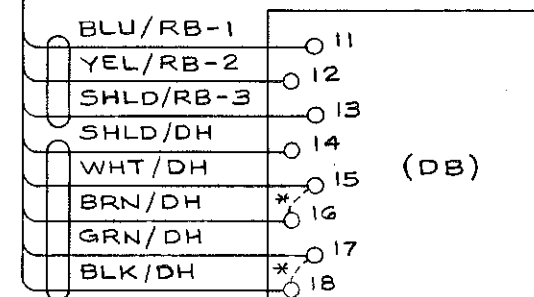 BLU/RB-1 11
YEL/RB-2 12
SHLD/RB-3 13
SHLD/DH 14
WHT/DH 15 (DB)
BRN/DH * 16
GRN/DH 17
BLK/DH * 18